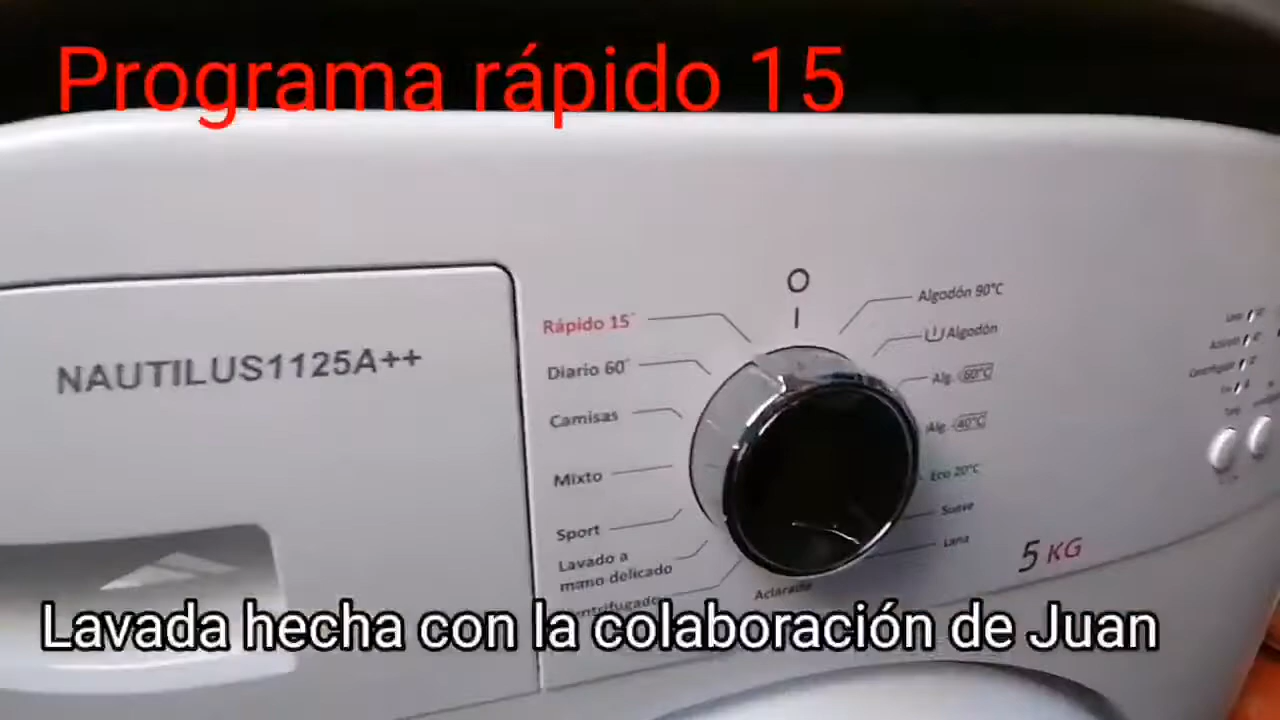 Programa rápido 15
O
I
NAUTILUS1125A++
Rápido 15´
Diario 60´
Camisas
Mixto
Sport
Lavado a
mano delicado
Centrifugado
Algodón 90°C
Algodón
Alg. 60°C
Alg. 40°C
Eco 20°C
Suave
Lana
Aclarado
5 KG
Lavada hecha con la colaboración de Juan